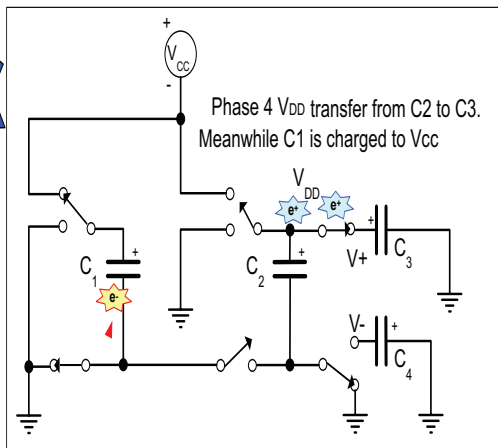 +
VCC
-
Phase 4 VDD transfer from C2 to C3.
Meanwhile C1 is charged to Vcc
VDD
e+
e+
+
V+
C3
+
C1
e-
+
C2
V-
+
C4